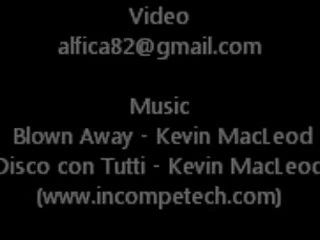 Video
alfica82@gmail.com
Music
Blown Away - Kevin MacLeod
Disco con Tutti - Kevin MacLeod
(www.incompetech.com)